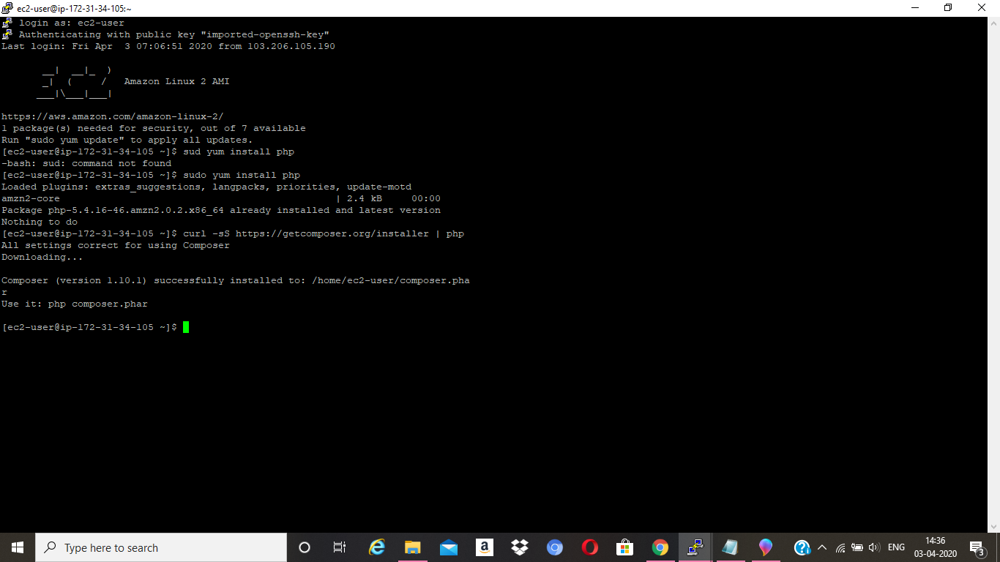 ec2-user@ip-172-31-34-105:~
login as: ec2-user
Authenticating with public key "imported-openssh-key"
Last login: Fri Apr  3 07:06:51 2020 from 103.206.105.190
__|  __|_  )
_|  (     /   Amazon Linux 2 AMI
___|\___|___|
https://aws.amazon.com/amazon-linux-2/
1 package(s) needed for security, out of 7 available
Run "sudo yum update" to apply all updates.
[ec2-user@ip-172-31-34-105 ~]$ sud yum install php
-bash: sud: command not found
[ec2-user@ip-172-31-34-105 ~]$ sudo yum install php
Loaded plugins: extras_suggestions, langpacks, priorities, update-motd
amzn2-core                                               | 2.4 kB     00:00
Package php-5.4.16-46.amzn2.0.2.x86_64 already installed and latest version
Nothing to do
[ec2-user@ip-172-31-34-105 ~]$ curl -sS https://getcomposer.org/installer | php
All settings correct for using Composer
Downloading...
Composer (version 1.10.1) successfully installed to: /home/ec2-user/composer.pha
r
Use it: php composer.phar
[ec2-user@ip-172-31-34-105 ~]$
Type here to search
ENG
14:36
03-04-2020
3